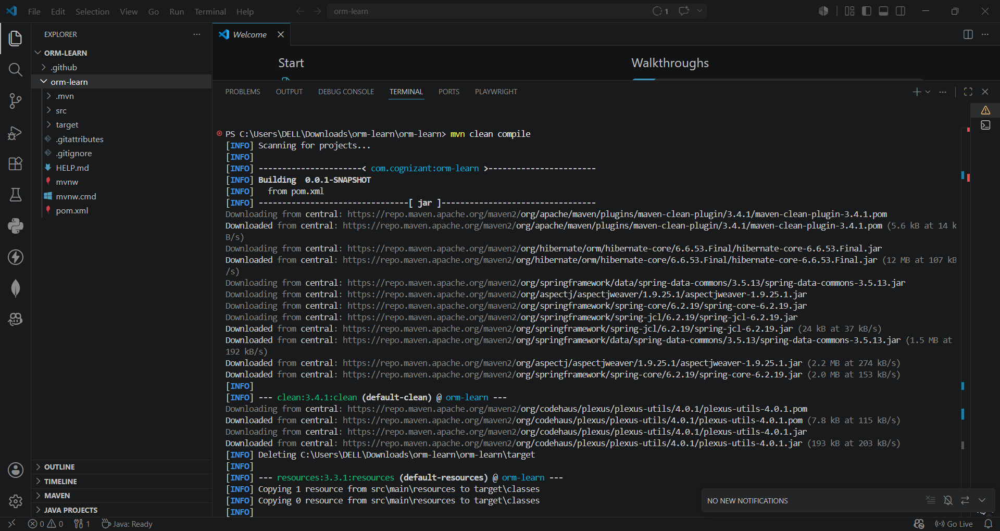 File Edit Selection View Go Run Terminal Help
orm-learn
1
EXPLORER
ORM-LEARN
.github
orm-learn
.mvn
src
target
.gitattributes
.gitignore
HELP.md
mvnw
mvnw.cmd
pom.xml
OUTLINE
TIMELINE
MAVEN
JAVA PROJECTS
Welcome
Start
Walkthroughs
PROBLEMS OUTPUT DEBUG CONSOLE TERMINAL PORTS PLAYWRIGHT
PS C:\Users\DELL\Downloads\orm-learn\orm-learn> mvn clean compile
[INFO] Scanning for projects...
[INFO]
[INFO] ----------------------< com.cognizant:orm-learn >-----------------------
[INFO] Building  0.0.1-SNAPSHOT
[INFO]   from pom.xml
[INFO] --------------------------------[ jar ]---------------------------------
Downloading from central: https://repo.maven.apache.org/maven2/org/apache/maven/plugins/maven-clean-plugin/3.4.1/maven-clean-plugin-3.4.1.pom
Downloaded from central: https://repo.maven.apache.org/maven2/org/apache/maven/plugins/maven-clean-plugin/3.4.1/maven-clean-plugin-3.4.1.pom (5.6 kB at 14 k
B/s)
Downloading from central: https://repo.maven.apache.org/maven2/org/hibernate/orm/hibernate-core/6.6.53.Final/hibernate-core-6.6.53.Final.jar
Downloaded from central: https://repo.maven.apache.org/maven2/org/hibernate/orm/hibernate-core/6.6.53.Final/hibernate-core-6.6.53.Final.jar (12 MB at 107 kB
/s)
Downloading from central: https://repo.maven.apache.org/maven2/org/springframework/data/spring-data-commons/3.5.13/spring-data-commons-3.5.13.jar
Downloading from central: https://repo.maven.apache.org/maven2/org/aspectj/aspectjweaver/1.9.25.1/aspectjweaver-1.9.25.1.jar
Downloading from central: https://repo.maven.apache.org/maven2/org/springframework/spring-core/6.2.19/spring-core-6.2.19.jar
Downloading from central: https://repo.maven.apache.org/maven2/org/springframework/spring-jcl/6.2.19/spring-jcl-6.2.19.jar
Downloaded from central: https://repo.maven.apache.org/maven2/org/springframework/spring-jcl/6.2.19/spring-jcl-6.2.19.jar (24 kB at 37 kB/s)
Downloaded from central: https://repo.maven.apache.org/maven2/org/springframework/data/spring-data-commons/3.5.13/spring-data-commons-3.5.13.jar (1.5 MB at
192 kB/s)
Downloaded from central: https://repo.maven.apache.org/maven2/org/aspectj/aspectjweaver/1.9.25.1/aspectjweaver-1.9.25.1.jar (2.2 MB at 274 kB/s)
Downloaded from central: https://repo.maven.apache.org/maven2/org/springframework/spring-core/6.2.19/spring-core-6.2.19.jar (2.0 MB at 153 kB/s)
[INFO]
[INFO] --- clean:3.4.1:clean (default-clean) @ orm-learn ---
Downloading from central: https://repo.maven.apache.org/maven2/org/codehaus/plexus/plexus-utils/4.0.1/plexus-utils-4.0.1.pom
Downloaded from central: https://repo.maven.apache.org/maven2/org/codehaus/plexus/plexus-utils/4.0.1/plexus-utils-4.0.1.pom (7.8 kB at 115 kB/s)
Downloading from central: https://repo.maven.apache.org/maven2/org/codehaus/plexus/plexus-utils/4.0.1/plexus-utils-4.0.1.jar
Downloaded from central: https://repo.maven.apache.org/maven2/org/codehaus/plexus/plexus-utils/4.0.1/plexus-utils-4.0.1.jar (193 kB at 203 kB/s)
[INFO] Deleting C:\Users\DELL\Downloads\orm-learn\orm-learn\target
[INFO]
[INFO] --- resources:3.3.1:resources (default-resources) @ orm-learn ---
[INFO] Copying 1 resource from src\main\resources to target\classes
[INFO] Copying 0 resource from src\main\resources to target\classes
[INFO]
NO NEW NOTIFICATIONS
0 0 1 Java: Ready
Go Live